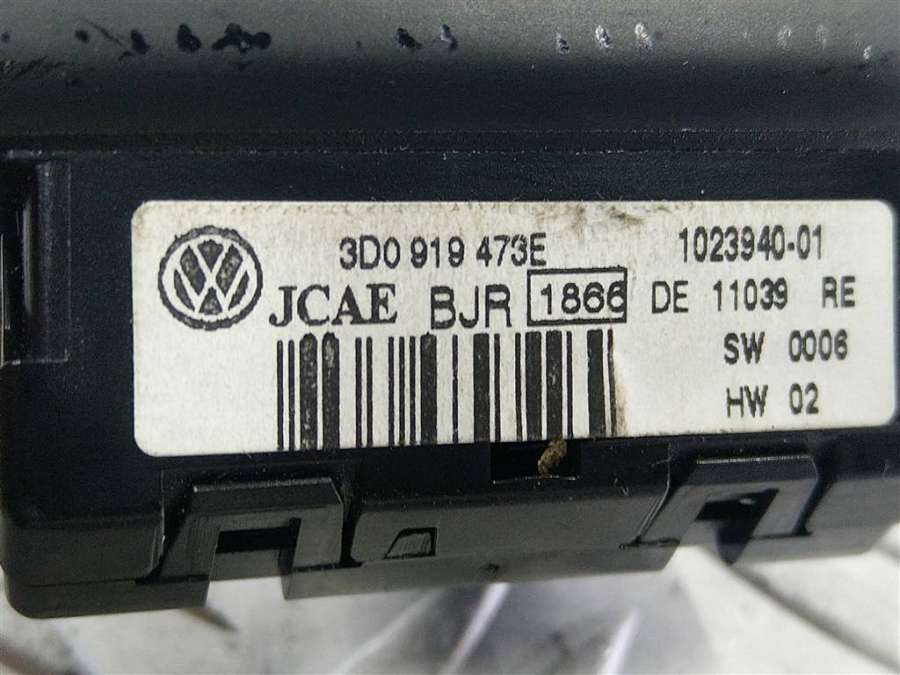 3D0 919 473E 1023940-01
JCAE BJR 1866 DE 11039 RE
SW 0006
HW 02